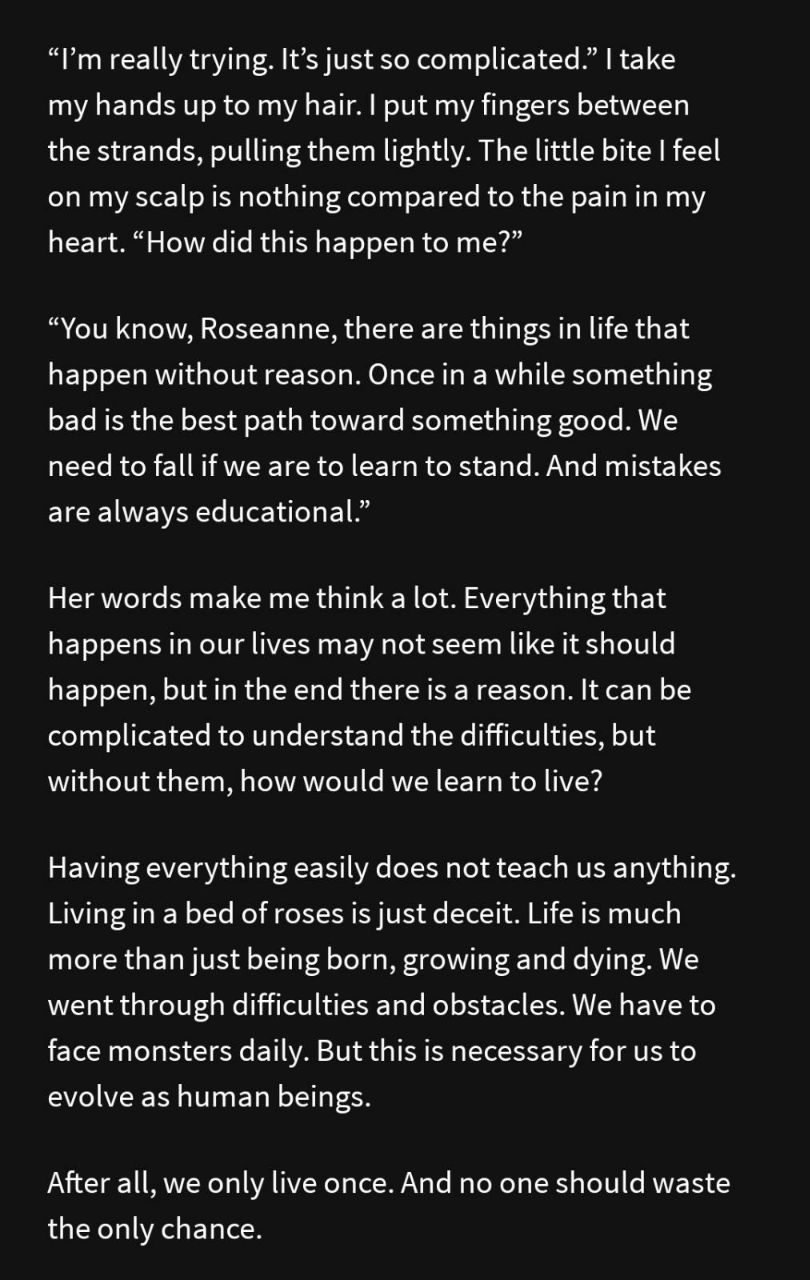 “I’m really trying. It’s just so complicated.” I take
my hands up to my hair. I put my fingers between
the strands, pulling them lightly. The little bite I feel
on my scalp is nothing compared to the pain in my
heart. “How did this happen to me?”
“You know, Roseanne, there are things in life that
happen without reason. Once in a while something
bad is the best path toward something good. We
need to fall if we are to learn to stand. And mistakes
are always educational.”
Her words make me think a lot. Everything that
happens in our lives may not seem like it should
happen, but in the end there is a reason. It can be
complicated to understand the difficulties, but
without them, how would we learn to live?
Having everything easily does not teach us anything.
Living in a bed of roses is just deceit. Life is much
more than just being born, growing and dying. We
went through difficulties and obstacles. We have to
face monsters daily. But this is necessary for us to
evolve as human beings.
After all, we only live once. And no one should waste
the only chance.